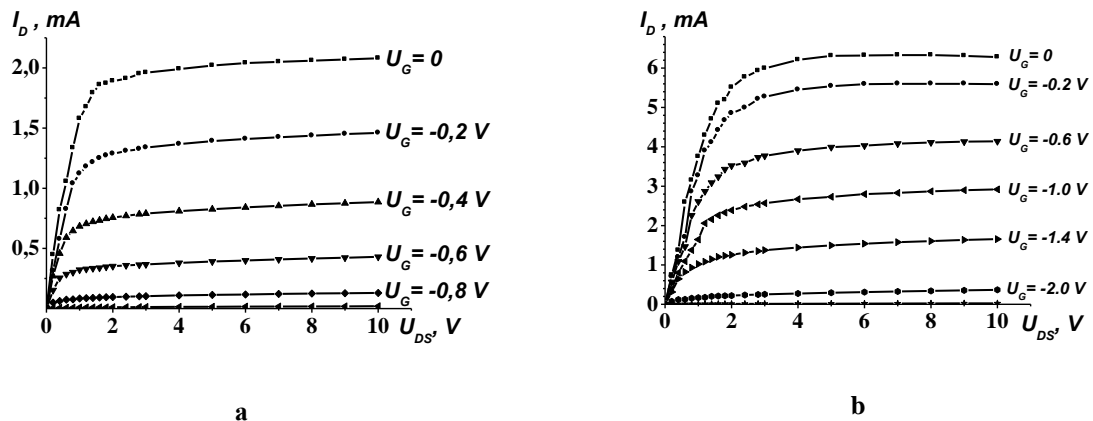 I_D , mA
2,0
1,5
1,0
0,5
0 2 4 6 8 10
U_DS, V
U_G= 0
U_G= -0,2 V
U_G= -0,4 V
U_G= -0,6 V
U_G= -0,8 V
a
I_D , mA
6
5
4
3
2
1
0
0 2 4 6 8 10
U_DS, V
U_G= 0
U_G= -0.2 V
U_G= -0.6 V
U_G= -1.0 V
U_G= -1.4 V
U_G= -2.0 V
b